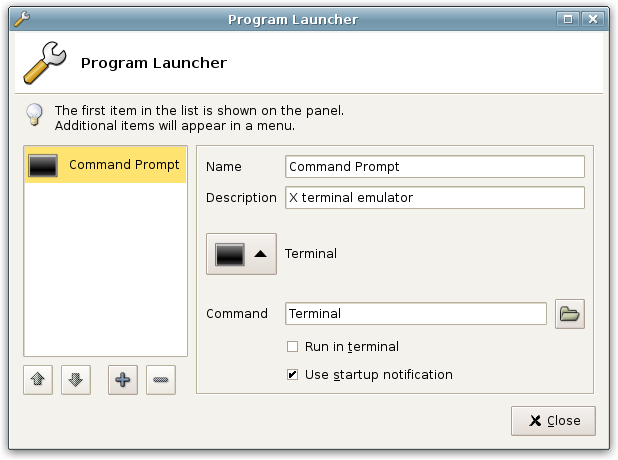 Program Launcher
Program Launcher
The first item in the list is shown on the panel.
Additional items will appear in a menu.
Command Prompt
Name
Command Prompt
Description
X terminal emulator
Terminal
Command
Terminal
Run in terminal
Use startup notification
Close